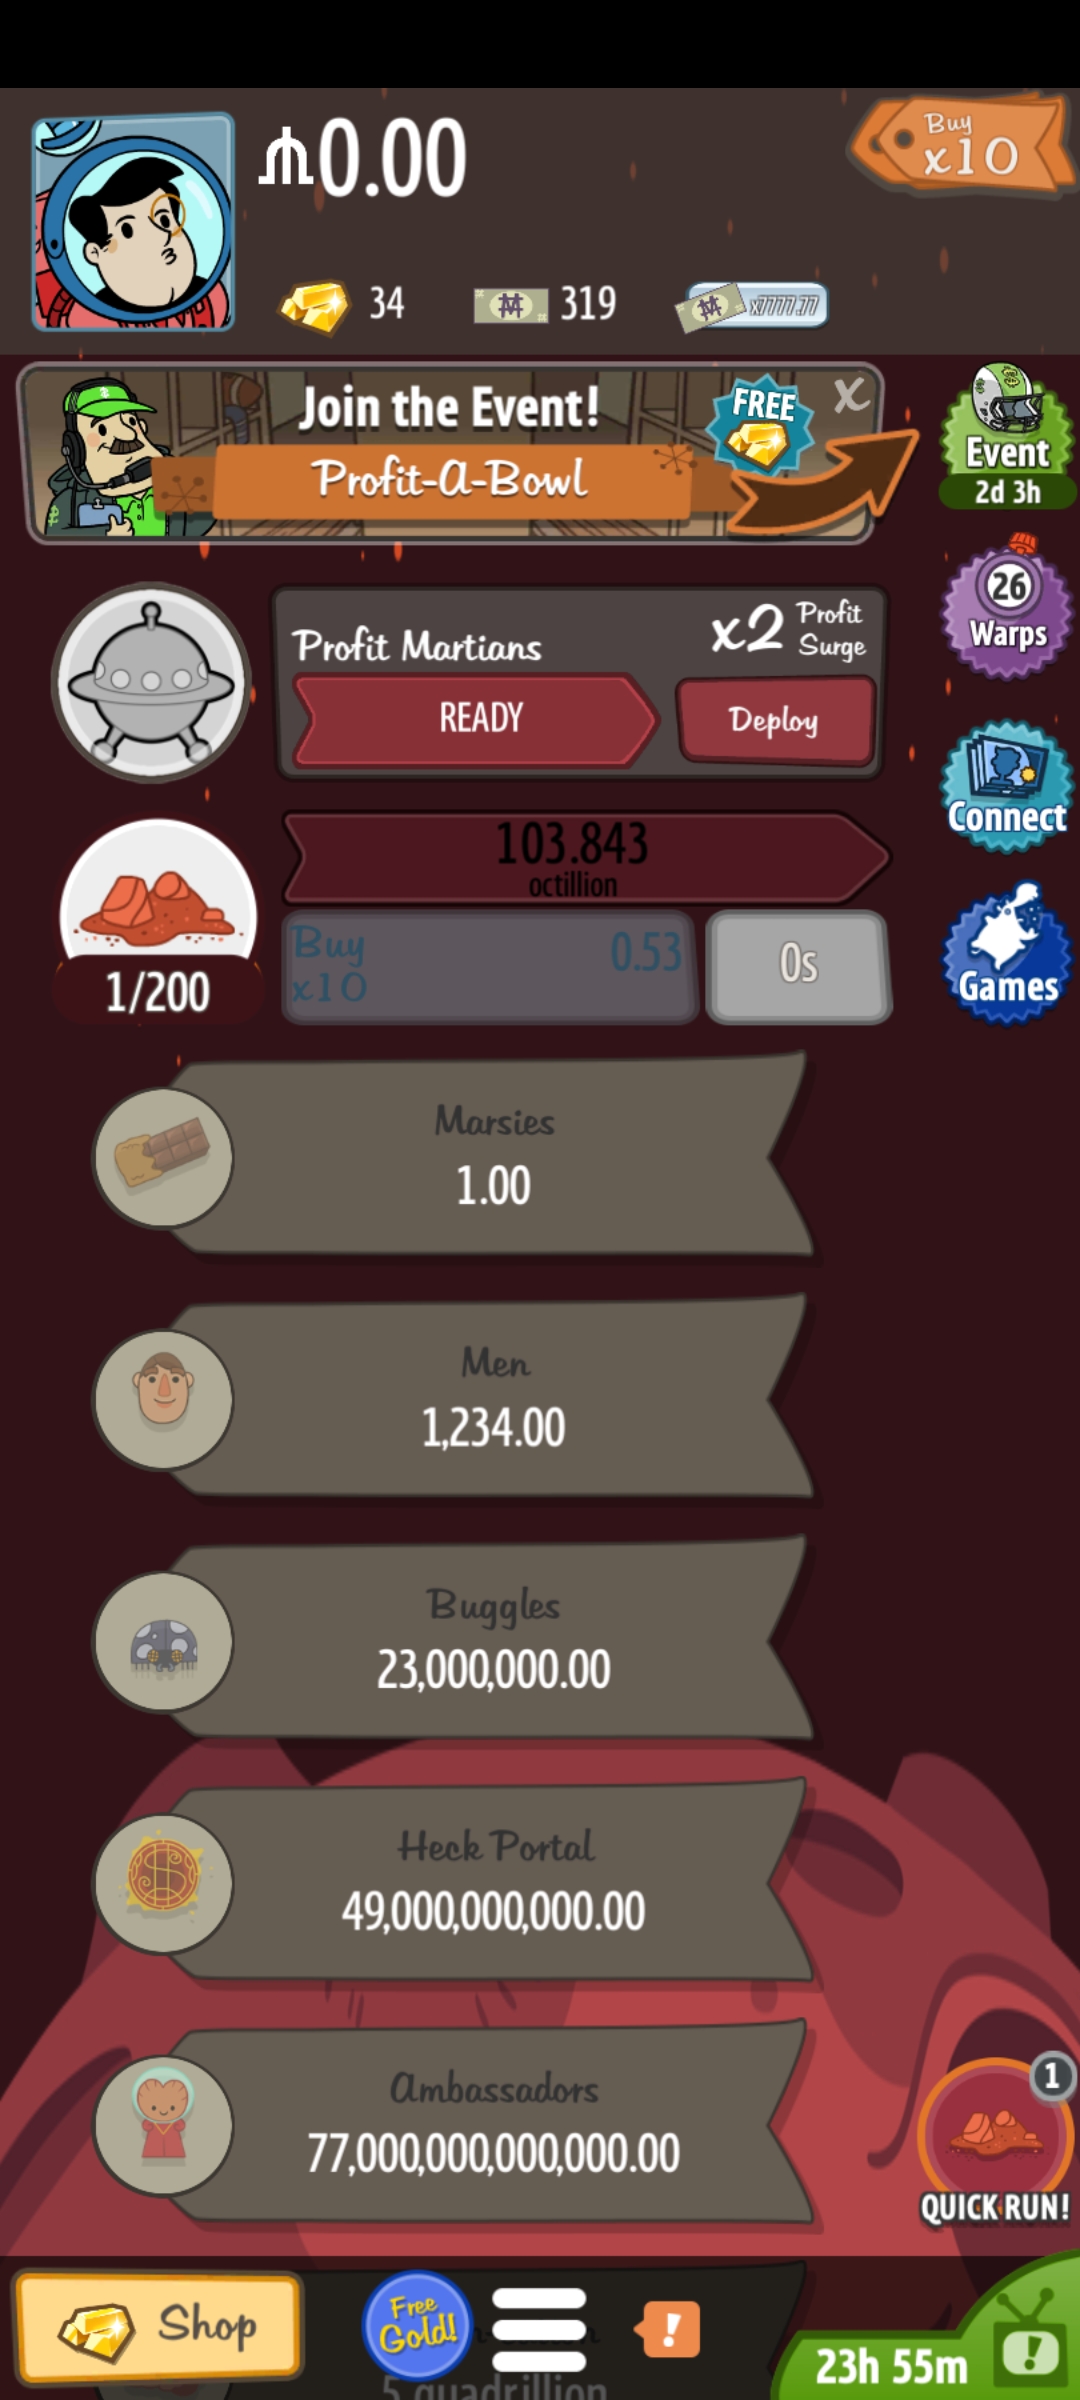 0.00
Buy
x10
34
319
x7777.77
Join the Event!
Profit-A-Bowl
FREE
X
Event
2d 3h
26
Warps
Profit Martians
x2 Profit Surge
READY
Deploy
Connect
103.843
octillion
Buy
x10
0.53
0s
1/200
Games
Marsies
1.00
Men
1,234.00
Buggles
23,000,000.00
Heck Portal
49,000,000,000.00
Ambassadors
77,000,000,000,000.00
1
QUICK RUN!
Shop
Free
Gold!
!
23h 55m
!
5 quadrillion